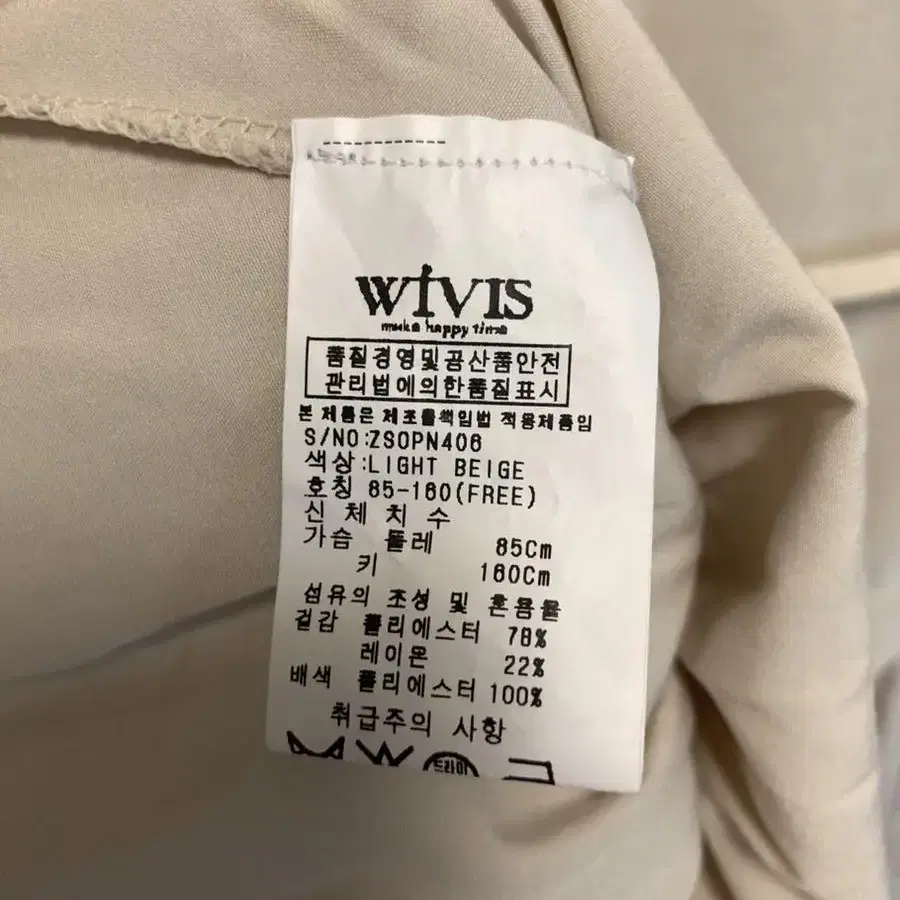 WIVIS
make happy time
품질경영및공산품안전
관리법에의한품질표시
본 제품은 제조물책임법 적용제품임
S/NO:ZSOPN406
색상:LIGHT BEIGE
호칭 85-160(FREE)
신 체 치 수
가슴 둘레 85Cm
키 160Cm
섬유의 조성 및 혼용율
겉감 폴리에스터 78%
레이온 22%
배색 폴리에스터 100%
취급주의 사항
드라이